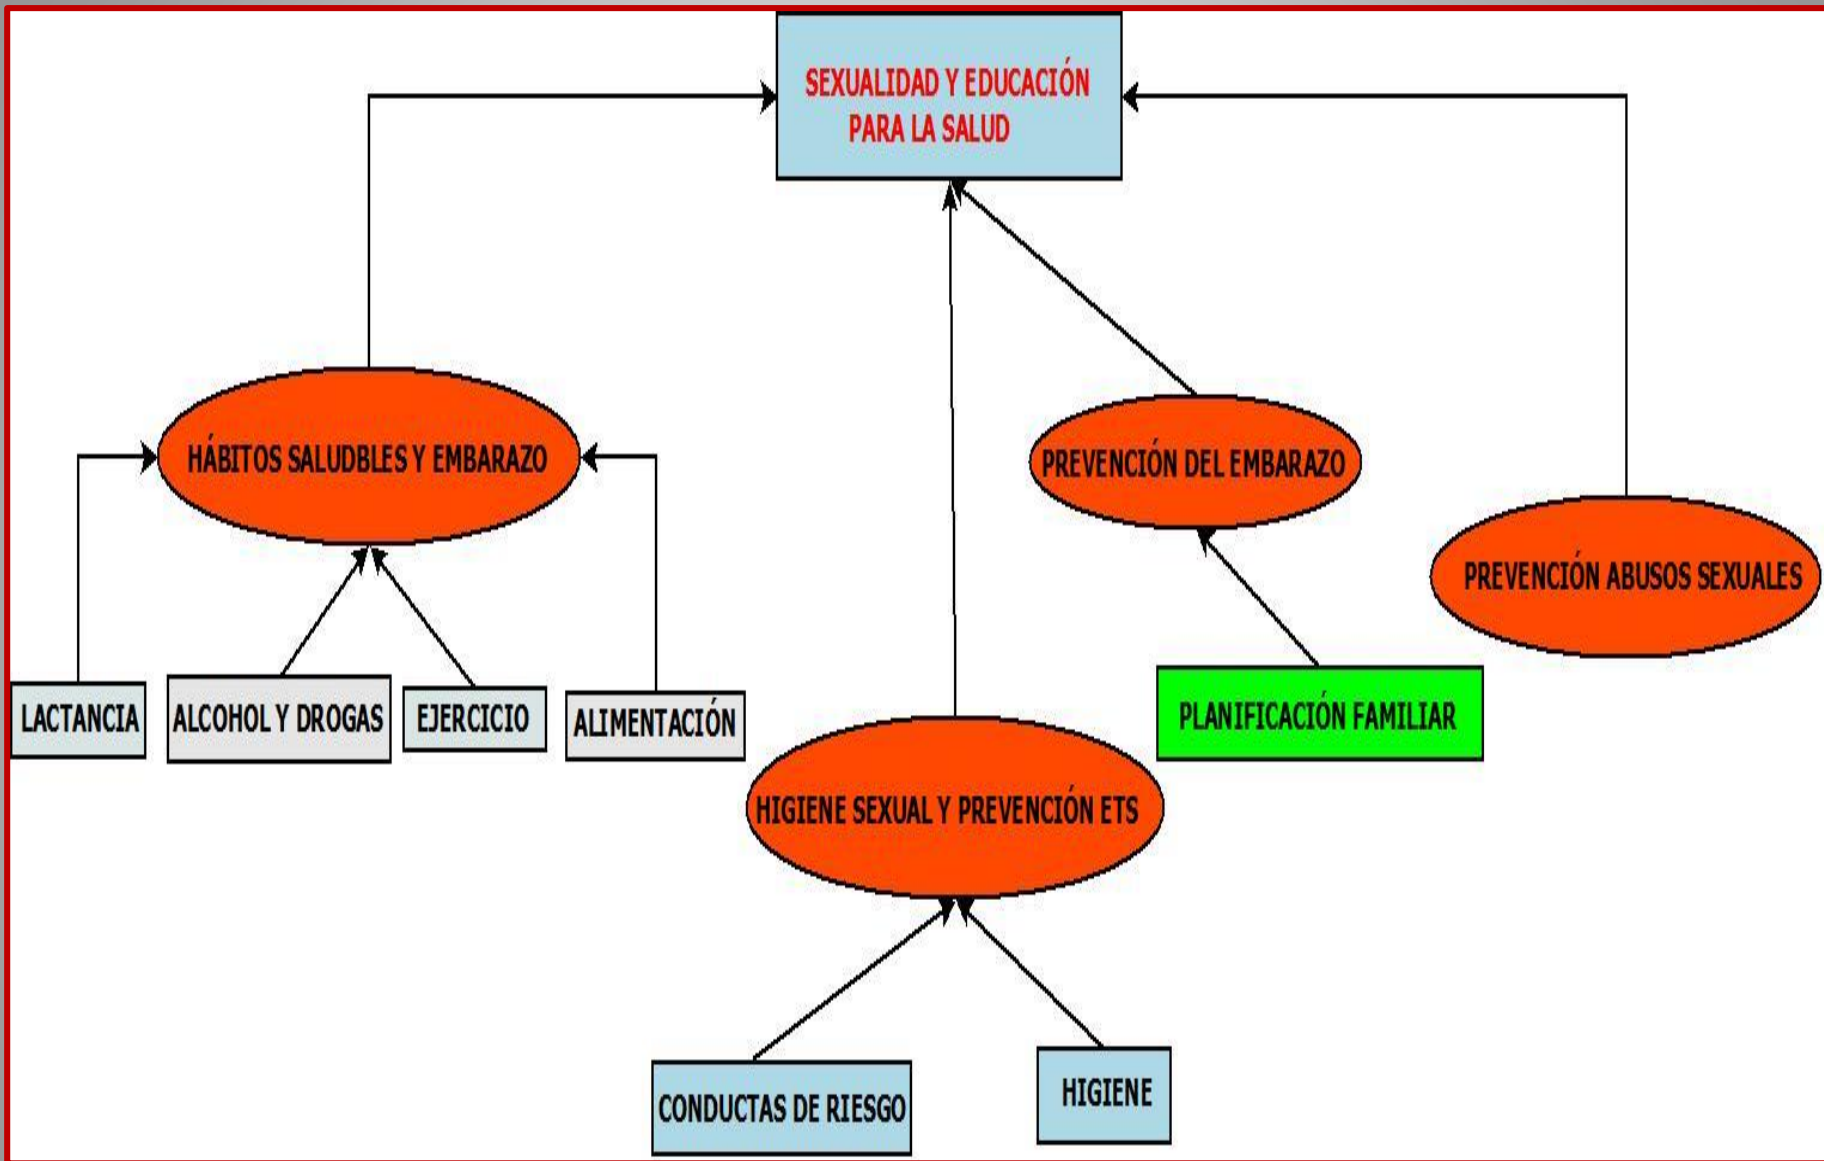 SEXUALIDAD Y EDUCACIÓN
PARA LA SALUD
HÁBITOS SALUDBLES Y EMBARAZO
PREVENCIÓN DEL EMBARAZO
PREVENCIÓN ABUSOS SEXUALES
LACTANCIA
ALCOHOL Y DROGAS
EJERCICIO
ALIMENTACIÓN
PLANIFICACIÓN FAMILIAR
HIGIENE SEXUAL Y PREVENCIÓN ETS
CONDUCTAS DE RIESGO
HIGIENE